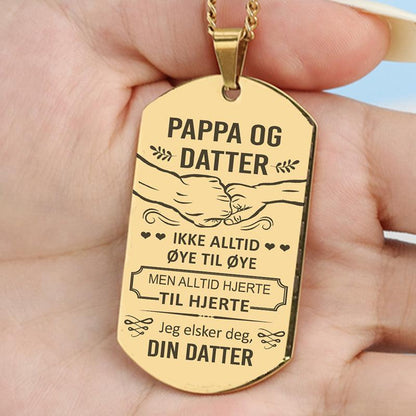 PAPPA OG
DATTER
IKKE ALLTID
ØYE TIL ØYE
MEN ALLTID HJERTE
TIL HJERTE
Jeg elsker deg,
DIN DATTER